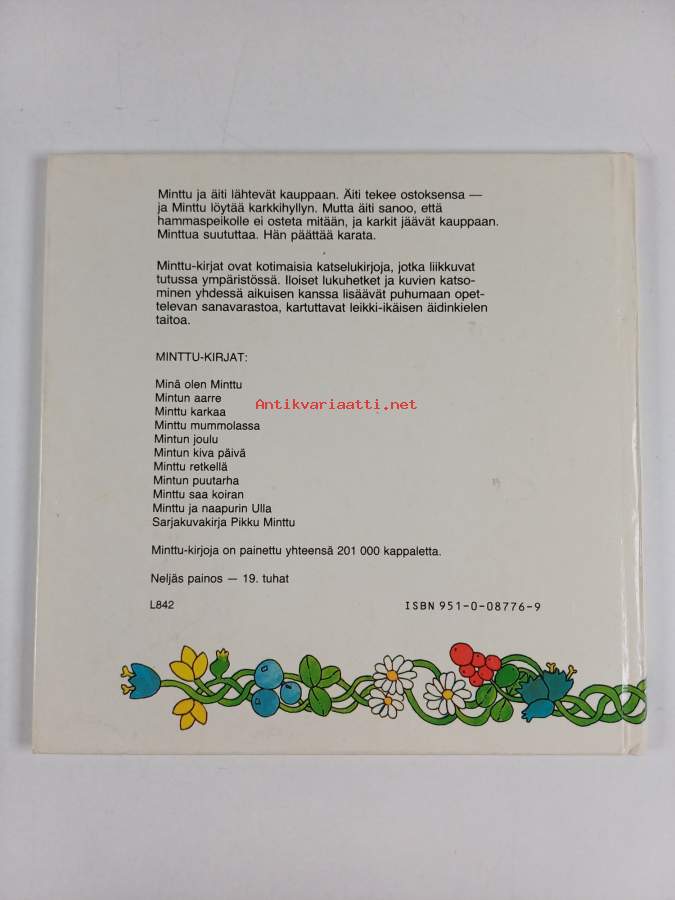 Minttu ja äiti lähtevät kauppaan. Äiti tekee ostoksensa —
ja Minttu löytää karkkihyllyn. Mutta äiti sanoo, että
hammaspeikolle ei osteta mitään, ja karkit jäävät kauppaan.
Minttua suututtaa. Hän päättää karata.
Minttu-kirjat ovat kotimaisia katselukirjoja, jotka liikkuvat
tutussa ympäristössä. Iloiset lukuhetket ja kuvien katso-
minen yhdessä aikuisen kanssa lisäävät puhumaan opet-
televan sanavarastoa, kartuttavat leikki-ikäisen äidinkielen
taitoa.
MINTTU-KIRJAT:
Minä olen Minttu
Mintun aarre
Minttu karkaa
Minttu mummolassa
Mintun joulu
Mintun kiva päivä
Minttu retkellä
Mintun puutarha
Minttu saa koiran
Minttu ja naapurin Ulla
Sarjakuvakirja Pikku Minttu
Antikvariaatti.net
Minttu-kirjoja on painettu yhteensä 201 000 kappaletta.
Neljäs painos — 19. tuhat
L842
ISBN 951-0-08776-9